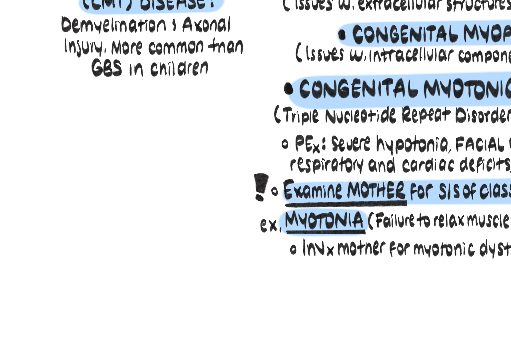 (CMT) DISEASE:
Demyelination & Axonal
Injury. More common than
GBS in children
(Issues w. extracellular structures
• CONGENITAL MYOP
(Issues w. intracellular compone
• CONGENITAL MYOTONIC
(Triple Nucleotide Repeat Disorder
○ PEx: Severe hypotonia, FACIAL
respiratory and cardiac deficits
! ○ Examine MOTHER for s/s of class
ex. MYOTONIA (Failure to relax muscle
○ InVx mother for myotonic dyst